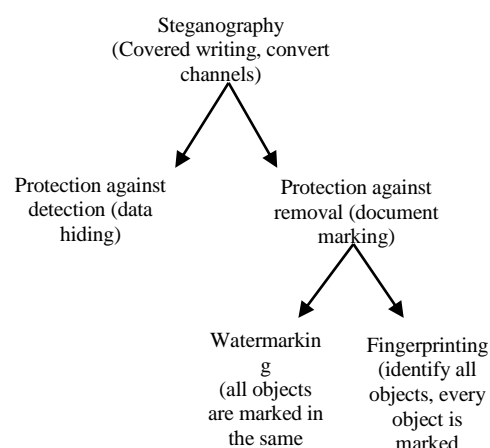 Steganography
(Covered writing, convert
channels)
Protection against
detection (data
hiding)
Protection against
removal (document
marking)
Watermarkin
g
(all objects
are marked in
the same
Fingerprinting
(identify all
objects, every
object is
marked